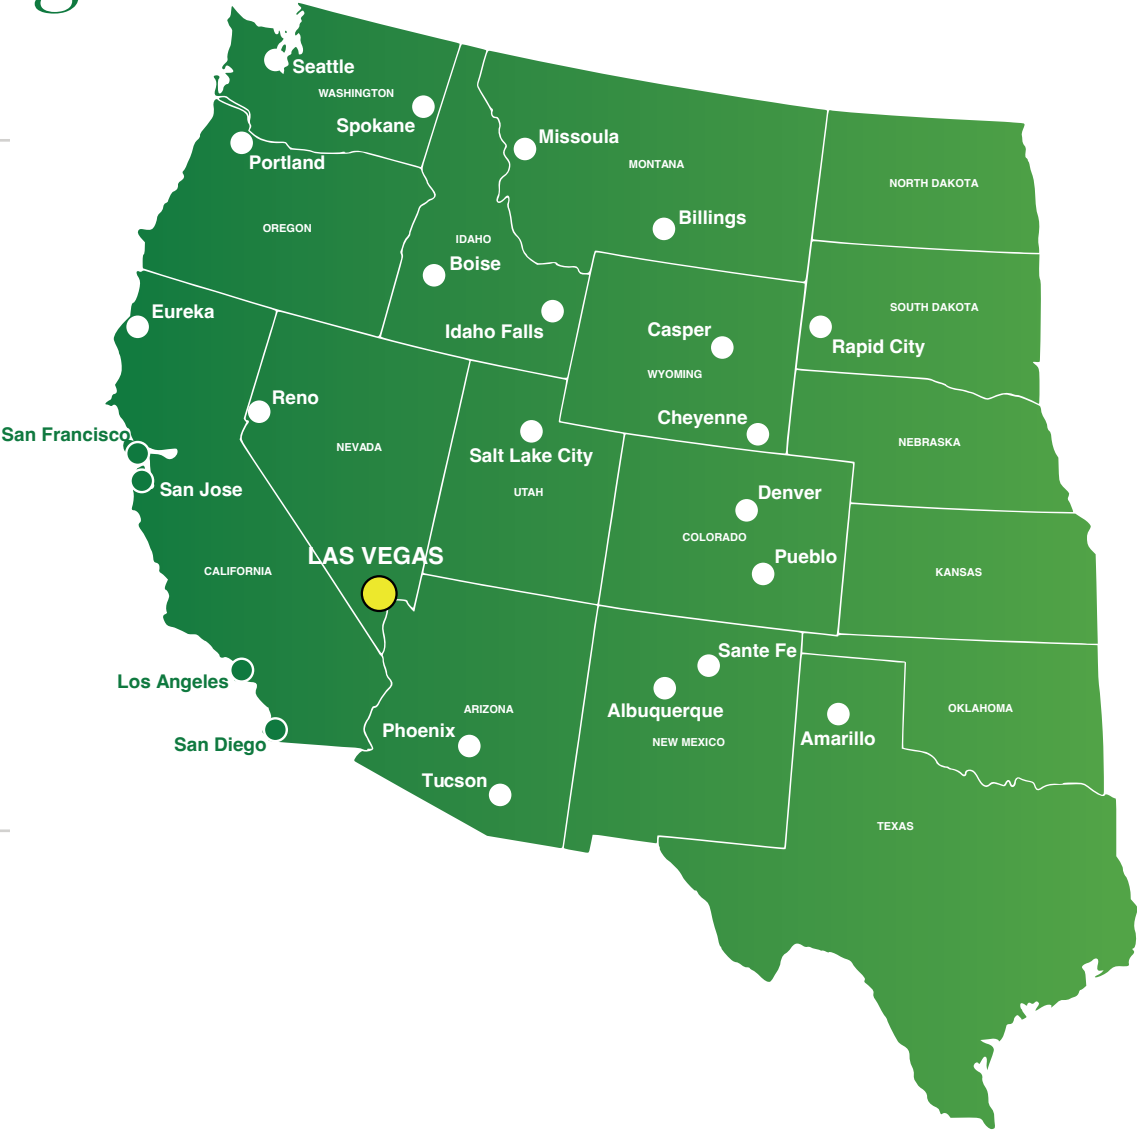 g
Seattle
WASHINGTON
Spokane
Portland
Missoula
MONTANA
NORTH DAKOTA
Billings
OREGON
IDAHO
Boise
Eureka
Idaho Falls
Casper
SOUTH DAKOTA
Rapid City
WYOMING
Reno
Cheyenne
San Francisco
NEVADA
Salt Lake City
NEBRASKA
San Jose
UTAH
Denver
COLORADO
Pueblo
LAS VEGAS
CALIFORNIA
KANSAS
Sante Fe
Los Angeles
ARIZONA
Albuquerque
OKLAHOMA
Phoenix
San Diego
NEW MEXICO
Amarillo
Tucson
TEXAS